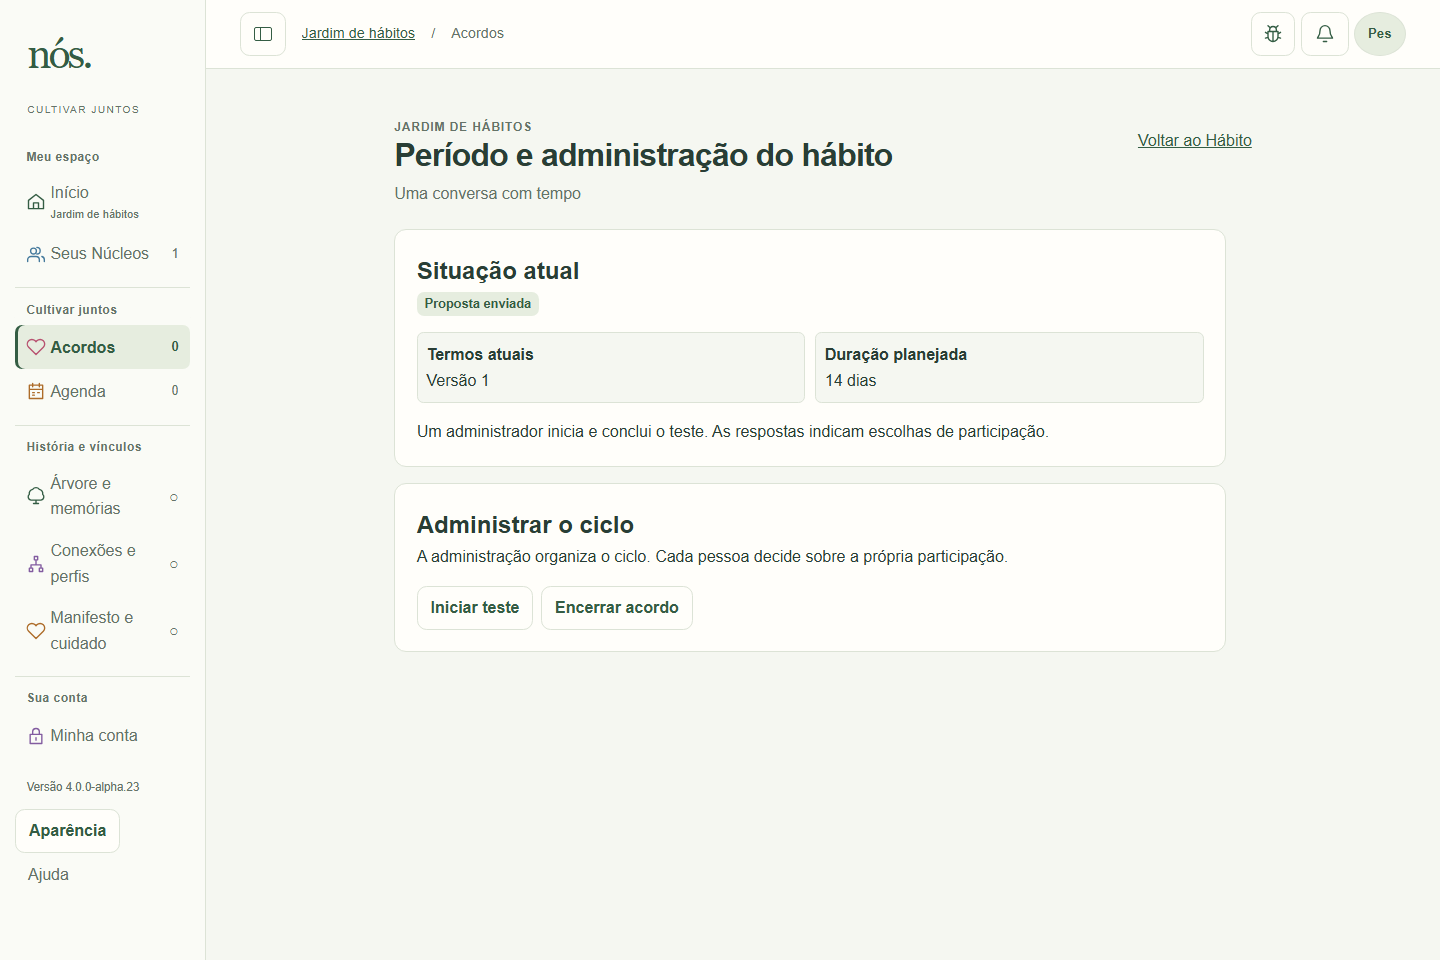 nós.
CULTIVAR JUNTOS
Meu espaço
Início
Jardim de hábitos
Seus Núcleos 1
Cultivar juntos
Acordos 0
Agenda 0
História e vínculos
Árvore e
memórias
Conexões e
perfis
Manifesto e
cuidado
Sua conta
Minha conta
Versão 4.0.0-alpha.23
Aparência
Ajuda
Jardim de hábitos / Acordos
Pes
JARDIM DE HÁBITOS
Período e administração do hábito
Uma conversa com tempo
Voltar ao Hábito
Situação atual
Proposta enviada
Termos atuais
Versão 1
Duração planejada
14 dias
Um administrador inicia e conclui o teste. As respostas indicam escolhas de participação.
Administrar o ciclo
A administração organiza o ciclo. Cada pessoa decide sobre a própria participação.
Iniciar teste
Encerrar acordo